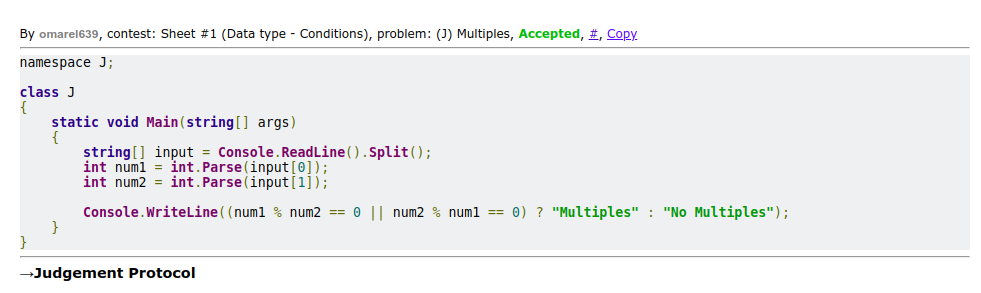 By omarel639, contest: Sheet #1 (Data type - Conditions), problem: (J) Multiples, Accepted, #, Copy
namespace J;
class J
{
    static void Main(string[] args)
    {
        string[] input = Console.ReadLine().Split();
        int num1 = int.Parse(input[0]);
        int num2 = int.Parse(input[1]);
        Console.WriteLine((num1 % num2 == 0 || num2 % num1 == 0) ? "Multiples" : "No Multiples");
    }
}
→Judgement Protocol